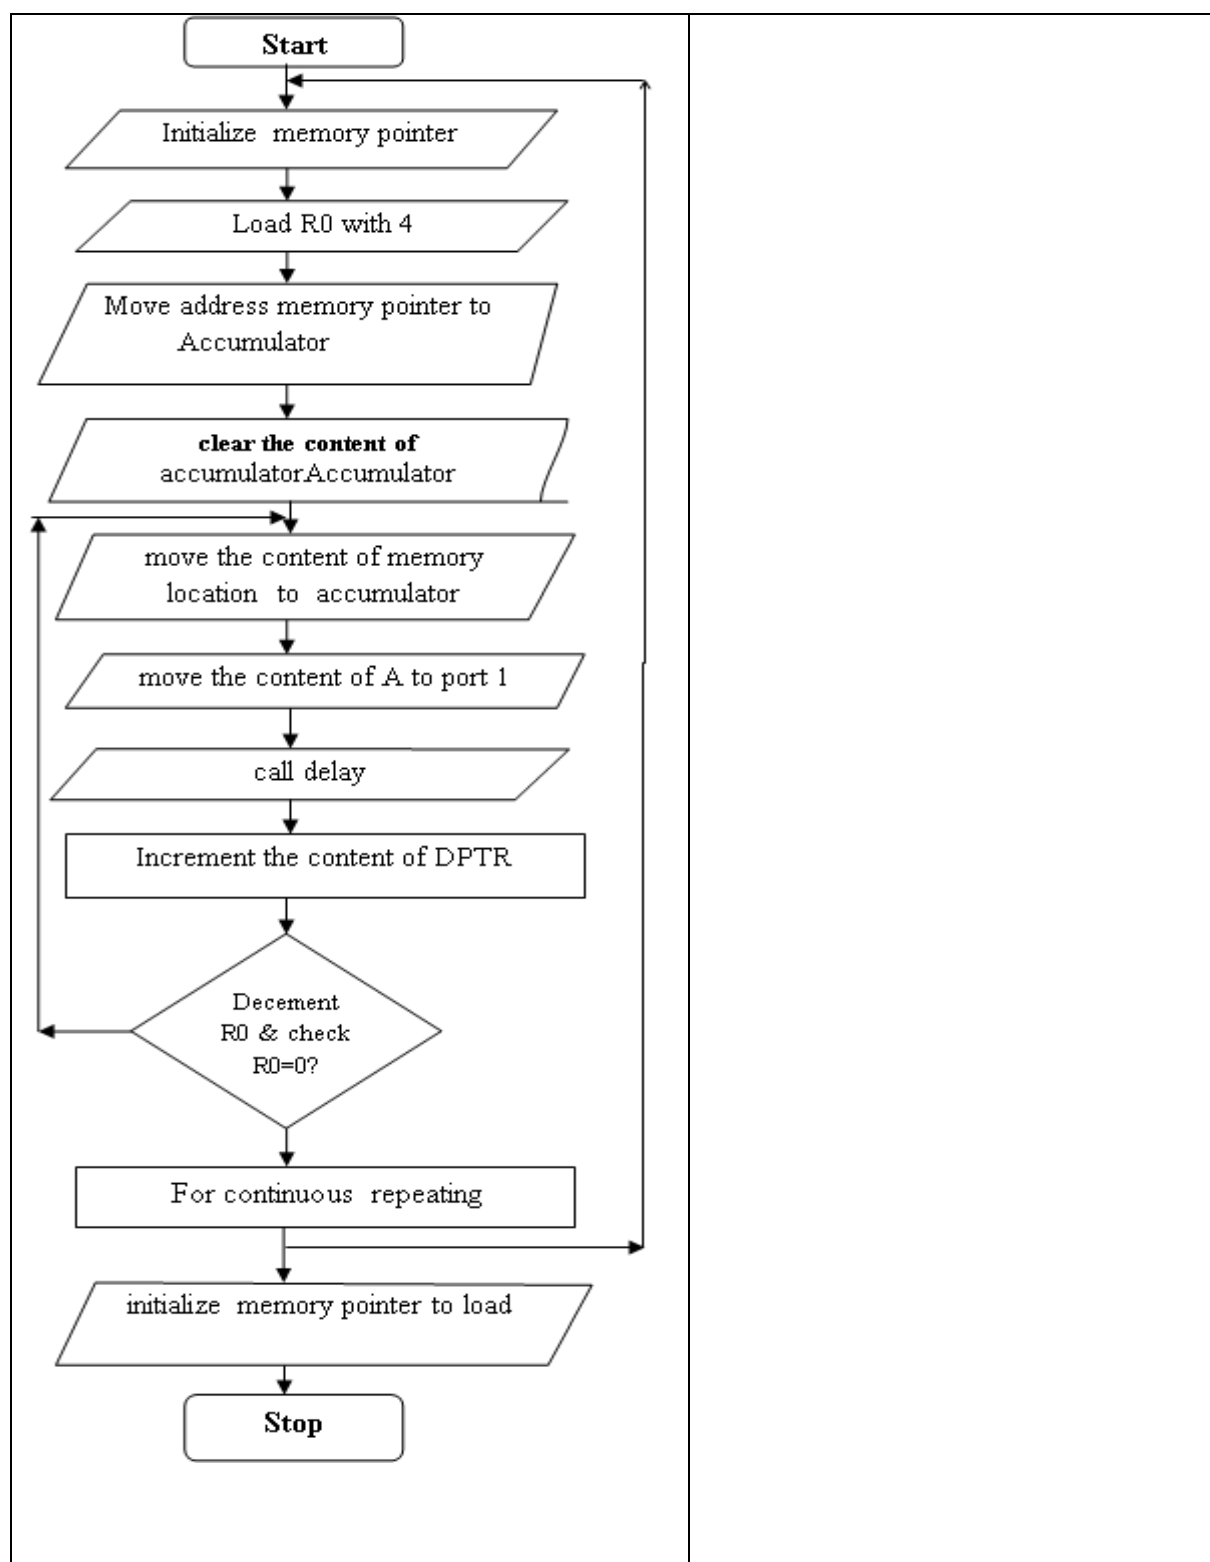 Start
Initialize memory pointer
Load R0 with 4
Move address memory pointer to
Accumulator
clear the content of
accumulatorAccumulator
move the content of memory
location to accumulator
move the content of A to port 1
call delay
Increment the content of DPTR
Decement
R0 & check
R0=0?
For continuous repeating
initialize memory pointer to load
Stop